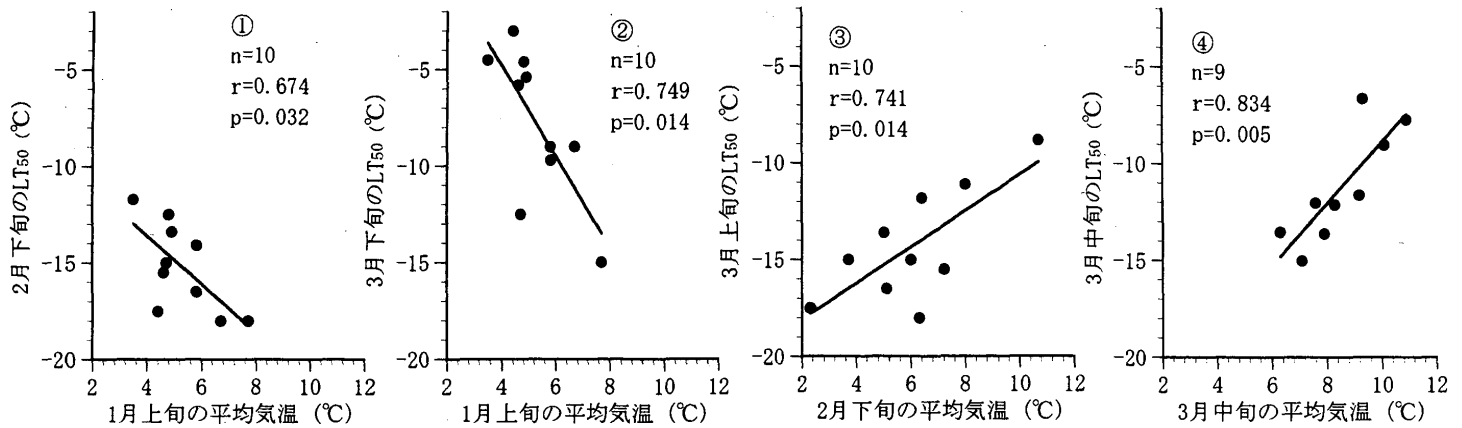 ①
n=10
r=0.674
p=0.032
-5
-10
-15
-20
2 4 6 8 10 12
2月下旬のLT50 (℃)
1月上旬の平均気温 (℃)
②
n=10
r=0.749
p=0.014
-5
-10
-15
-20
2 4 6 8 10 12
3月下旬のLT50 (℃)
1月上旬の平均気温 (℃)
③
n=10
r=0.741
p=0.014
-5
-10
-15
-20
2 4 6 8 10 12
3月上旬のLT50 (℃)
2月下旬の平均気温 (℃)
④
n=9
r=0.834
p=0.005
-5
-10
-15
-20
2 4 6 8 10 12
3月中旬のLT50 (℃)
3月中旬の平均気温 (℃)